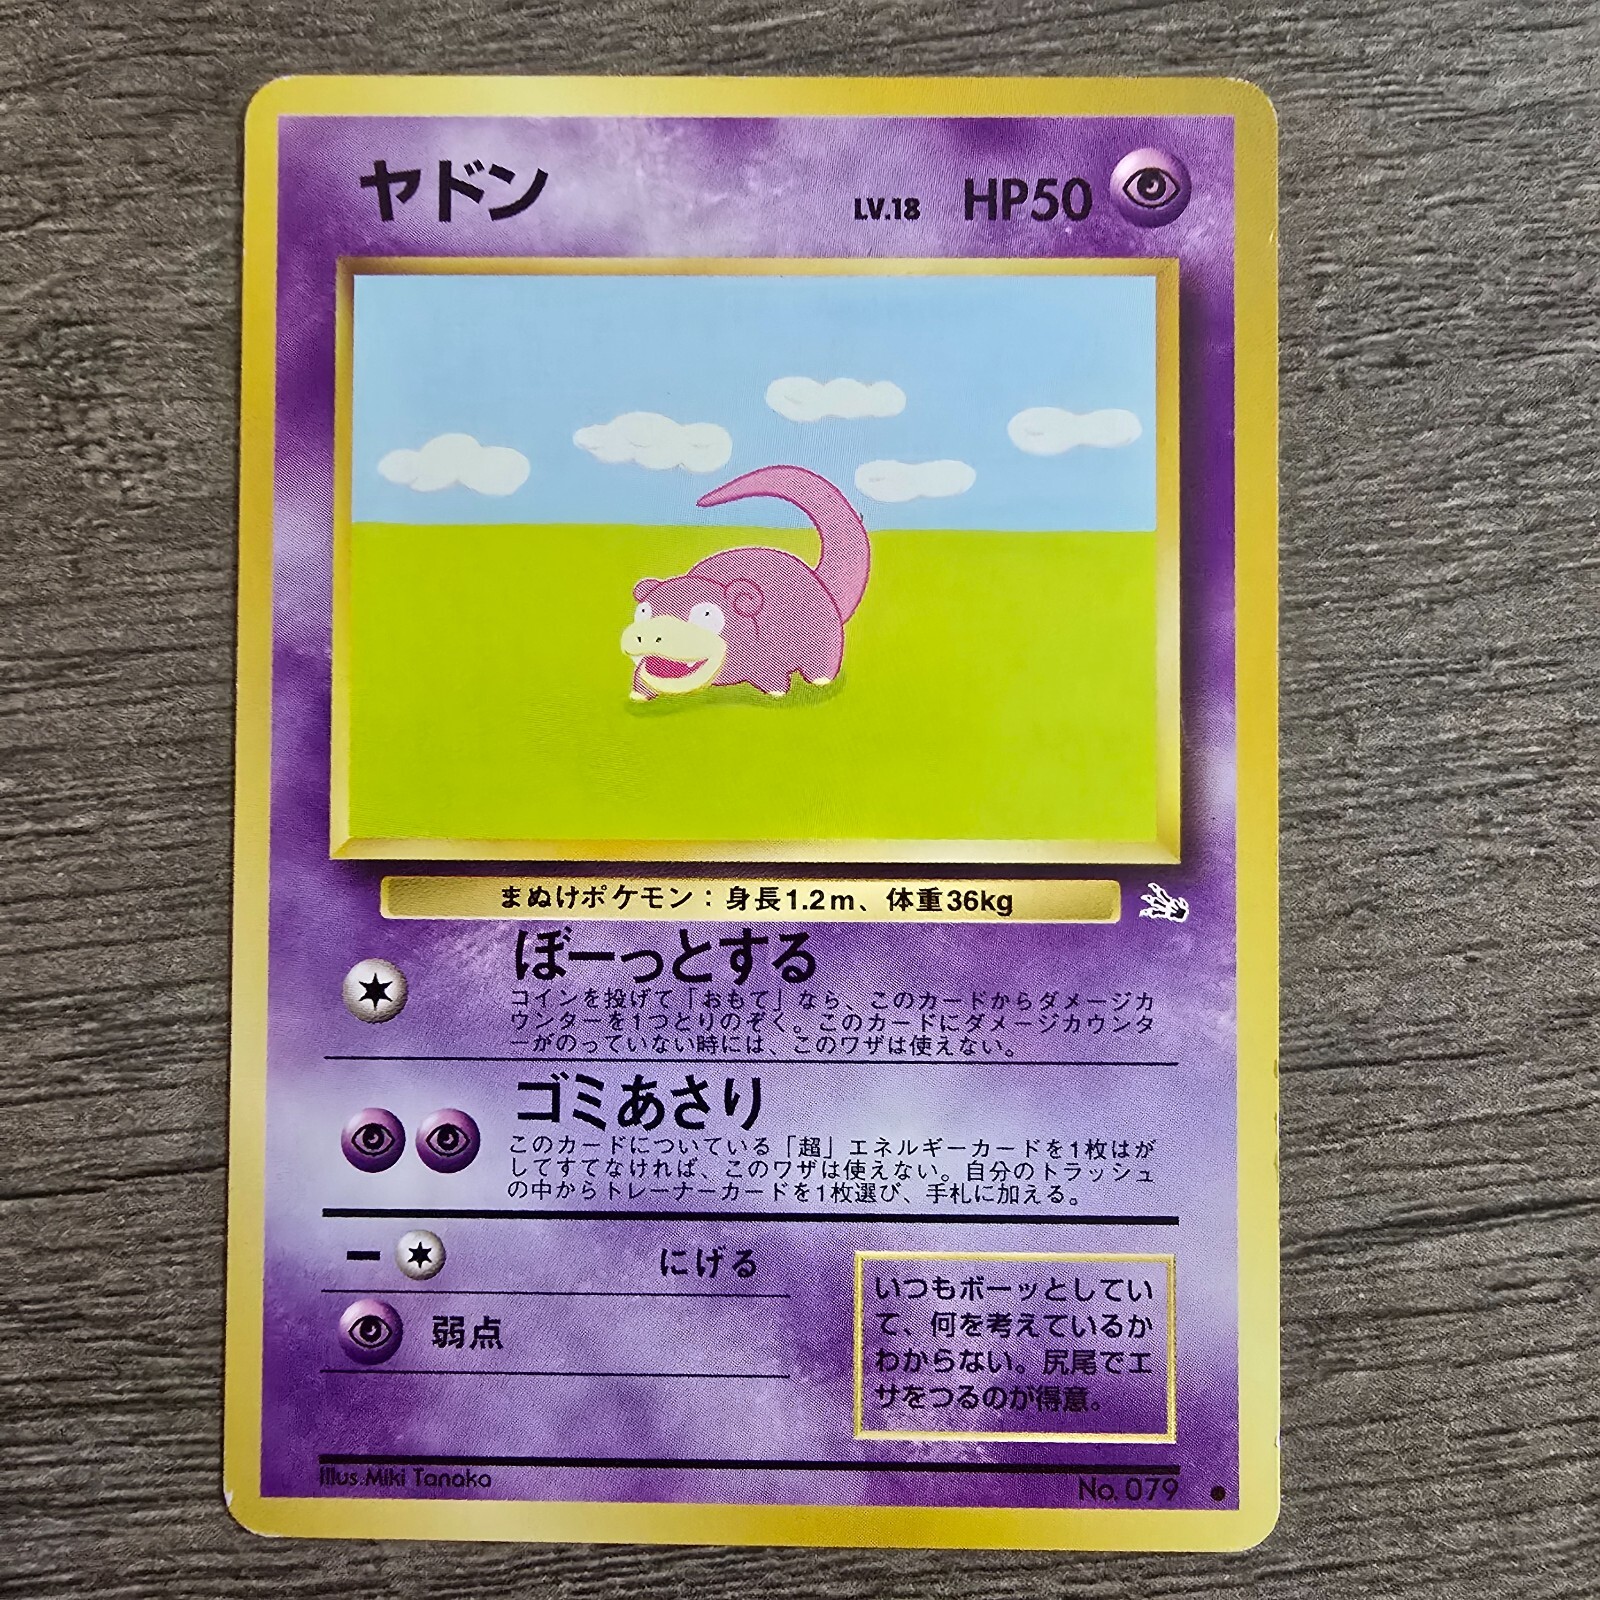 ヤドン
LV.18 HP50
まぬけポケモン：身長1.2m、体重36kg
ぼーっとする
コインを投げて「おもて」なら、このカードからダメージカ
ウンターを1つとりのぞく。このカードにダメージカウンタ
ーがのっていない時には、このワザは使えない。
ゴミあさり
このカードについている「超」エネルギーカードを1枚はが
してすてなければ、このワザは使えない。自分のトラッシュ
の中からトレーナーカードを1枚選び、手札に加える。
ー にげる
弱点
いつもボーッとしてい
て、何を考えているか
わからない。尻尾でエ
サをつるのが得意。
Illus.Miki Tanaka
No. 079